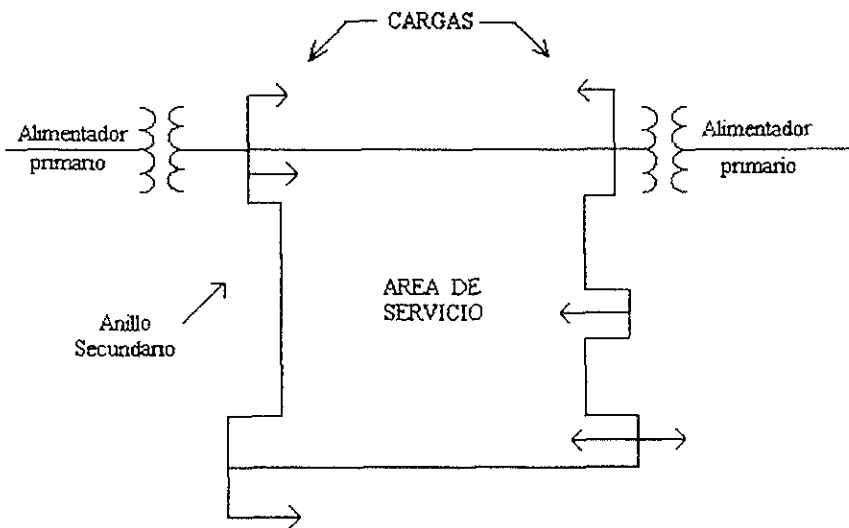 CARGAS
Alimentador
primario
Alimentador
primario
AREA DE
SERVICIO
Anillo
Secundario